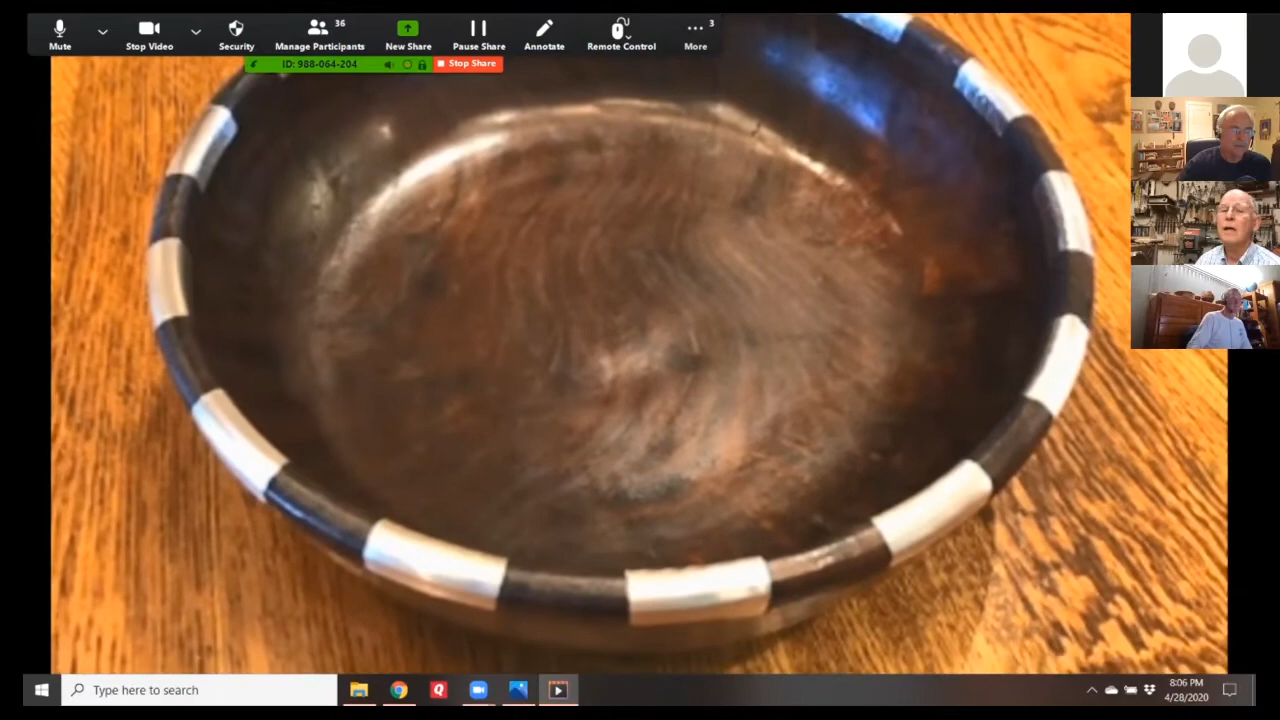 36
3
Mute
Stop Video
Security
Manage Participants
New Share
Pause Share
Annotate
Remote Control
More
ID: 988-064-204
Stop Share
Type here to search
8:06 PM
4/28/2020